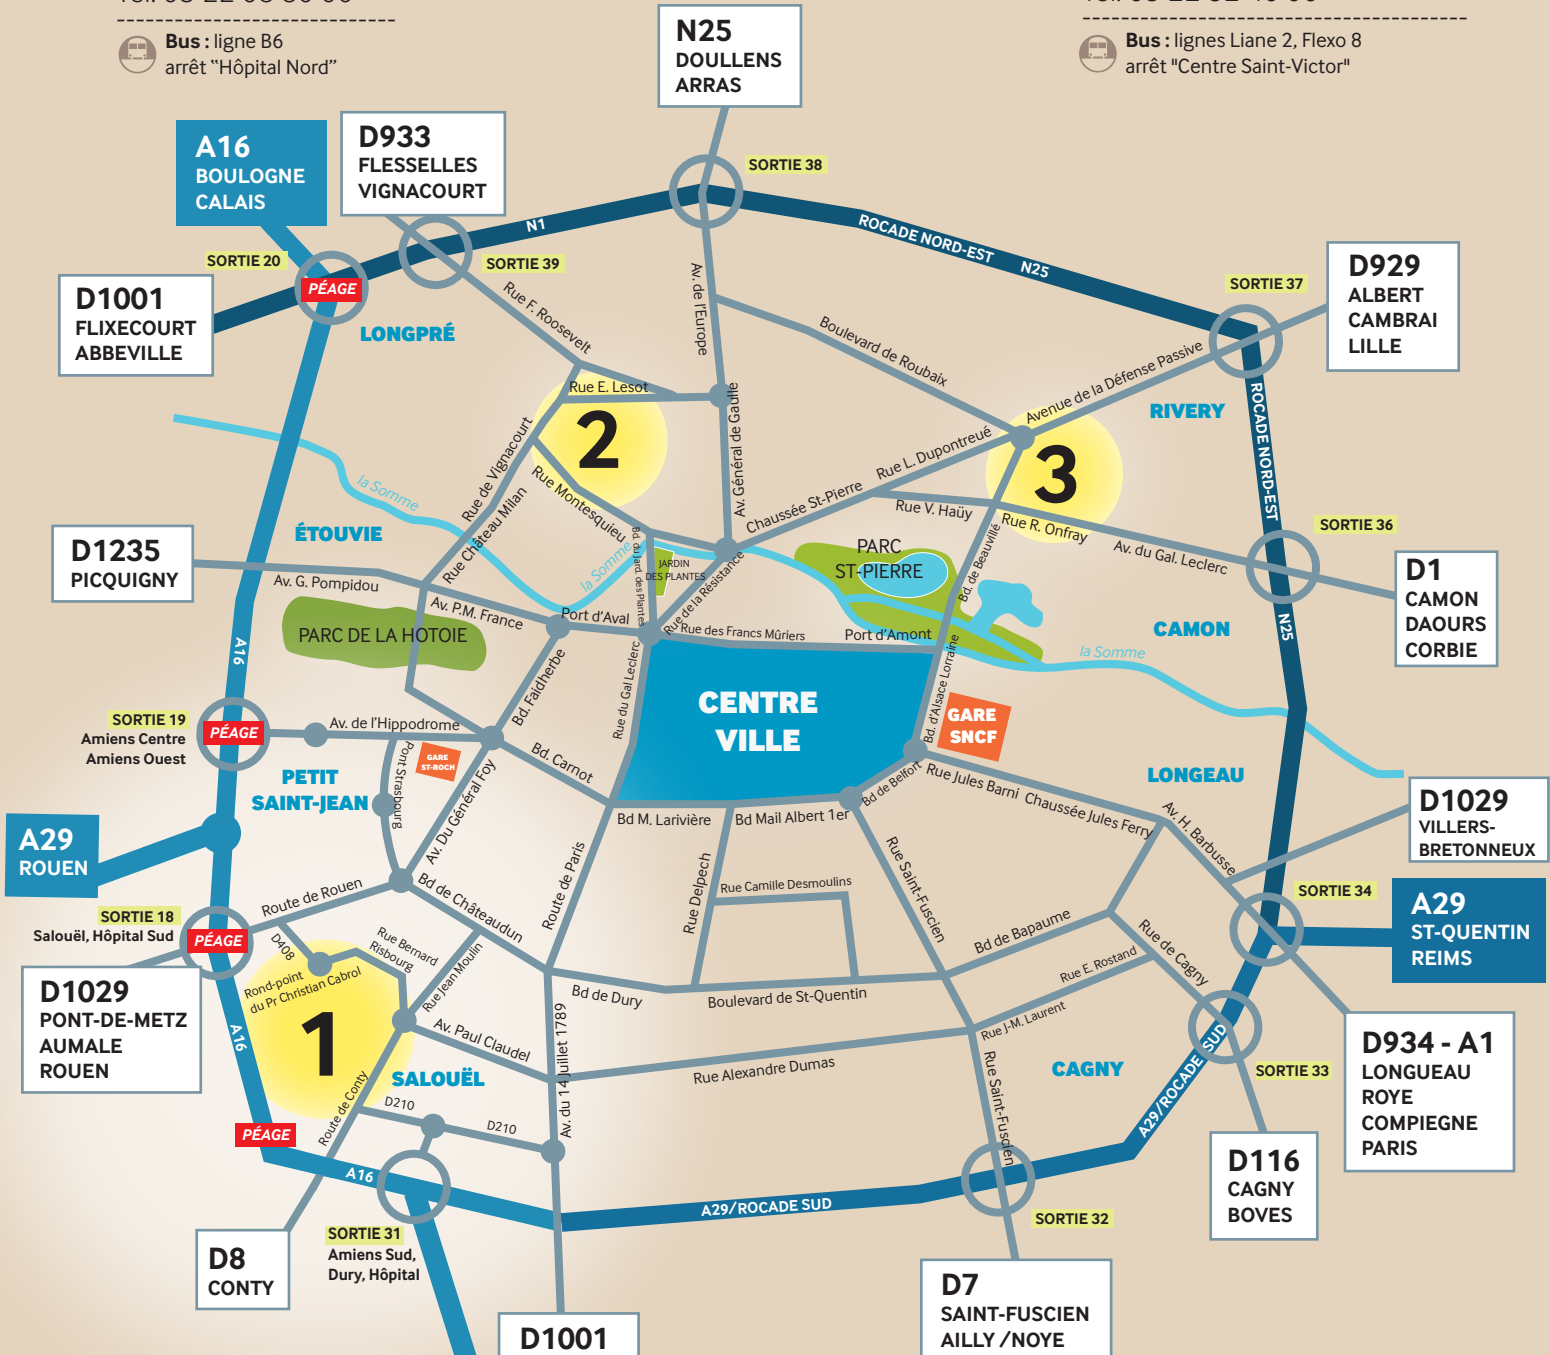 Bus : ligne B6
arrêt “Hôpital Nord”
Bus : lignes Liane 2, Flexo 8
arrêt "Centre Saint-Victor"
N25
DOULLENS
ARRAS
A16
BOULOGNE
CALAIS
D933
FLESSELLES
VIGNACOURT
SORTIE 38
SORTIE 20
SORTIE 39
N1
ROCADE NORD-EST N25
SORTIE 37
D929
ALBERT
CAMBRAI
LILLE
D1001
FLIXECOURT
ABBEVILLE
PÉAGE
LONGPRÉ
Rue F. Roosevelt
Av. de l'Europe
Boulevard de Roubaix
Avenue de la Défense Passive
RIVERY
ROCADE NORD-EST
Rue E. Lesot
2
Av. Général de Gaulle
Rue L. Dupontreué
3
Rue de Vignacourt
Rue Montesquieu
Chaussée St-Pierre
Rue V. Haüy
Rue R. Onfray
Av. du Gal. Leclerc
SORTIE 36
la Somme
ÉTOUVIE
Rue Château Milan
D1235
PICQUIGNY
Av. G. Pompidou
la Somme
Bd. du Jard. des Plantes
JARDIN
DES PLANTES
Rue de la Résistance
PARC
ST-PIERRE
Bd. de Beauvillé
D1
CAMON
DAOURS
CORBIE
N25
Av. P.M. France
Port d'Aval
PARC DE LA HOTOIE
Rue des Francs Mûriers
Port d'Amont
CAMON
la Somme
A16
Bd. Faidherbe
Rue du Gal Leclerc
CENTRE
VILLE
Bd. d'Alsace Lorraine
GARE
SNCF
SORTIE 19
Amiens Centre
Amiens Ouest
PÉAGE
Av. de l'Hippodrome
GARE
ST-ROCH
Pont Strasbourg
PETIT
SAINT-JEAN
Bd. Carnot
Av. Du Général Foy
Bd de Belfort
Rue Jules Barni
Chaussée Jules Ferry
LONGEAU
Av. H. Barbusse
D1029
VILLERS-
BRETONNEUX
A29
ROUEN
Bd M. Larivière
Bd Mail Albert 1er
Rue Saint-Fuscien
Route de Paris
Rue Delpech
Rue Camille Desmoulins
SORTIE 34
A29
ST-QUENTIN
REIMS
Route de Rouen
Bd de Châteaudun
SORTIE 18
Salouël, Hôpital Sud
PÉAGE
D408
Rue Bernard
Risbourg
Rue Jean Moulin
Rond-point
du Pr Christian Cabrol
Bd de Bapaume
Rue de Cagny
Rue E. Rostand
D1029
PONT-DE-METZ
AUMALE
ROUEN
Bd de Dury
Boulevard de St-Quentin
Rue J-M. Laurent
1
A16
Av. Paul Claudel
Av. du 14 Juillet 1789
Rue Alexandre Dumas
SALOUËL
CAGNY
Rue Saint-Fuscien
D934 - A1
LONGUEAU
ROYE
COMPIEGNE
PARIS
SORTIE 33
A29/ROCADE SUD
PÉAGE
Route de Conty
D210
D210
A16
D116
CAGNY
BOVES
A29/ROCADE SUD
SORTIE 32
SORTIE 31
Amiens Sud,
Dury, Hôpital
D8
CONTY
D1001
D7
SAINT-FUSCIEN
AILLY /NOYE